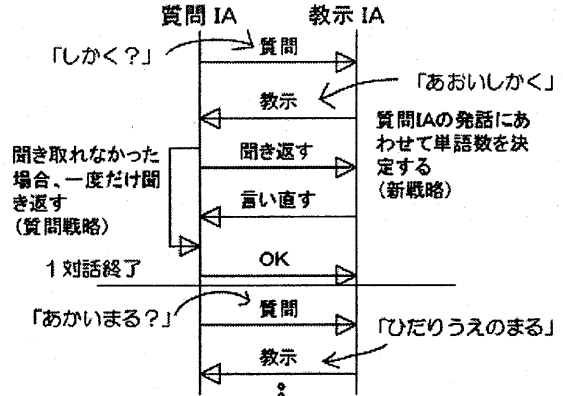 質問 IA
教示 IA
「しかく？」
質問
「あおいしかく」
教示
質問IAの発話にあ
わせて単語数を決
定する
（新戦略）
聞き取れなかった
場合、一度だけ聞
き返す
（質問戦略）
聞き返す
言い直す
OK
1 対話終了
質問
「あかいまる？」
「ひだりうえのまる」
教示